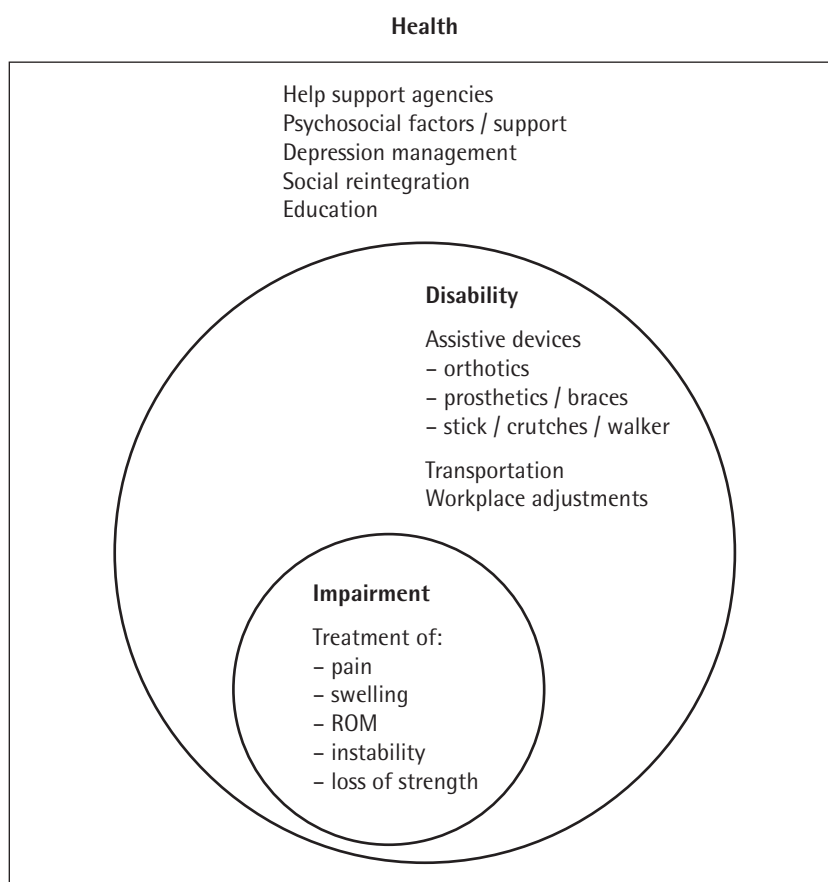 Health
Help support agencies
Psychosocial factors / support
Depression management
Social reintegration
Education
Disability
Assistive devices
– orthotics
– prosthetics / braces
– stick / crutches / walker
Transportation
Workplace adjustments
Impairment
Treatment of:
– pain
– swelling
– ROM
– instability
– loss of strength